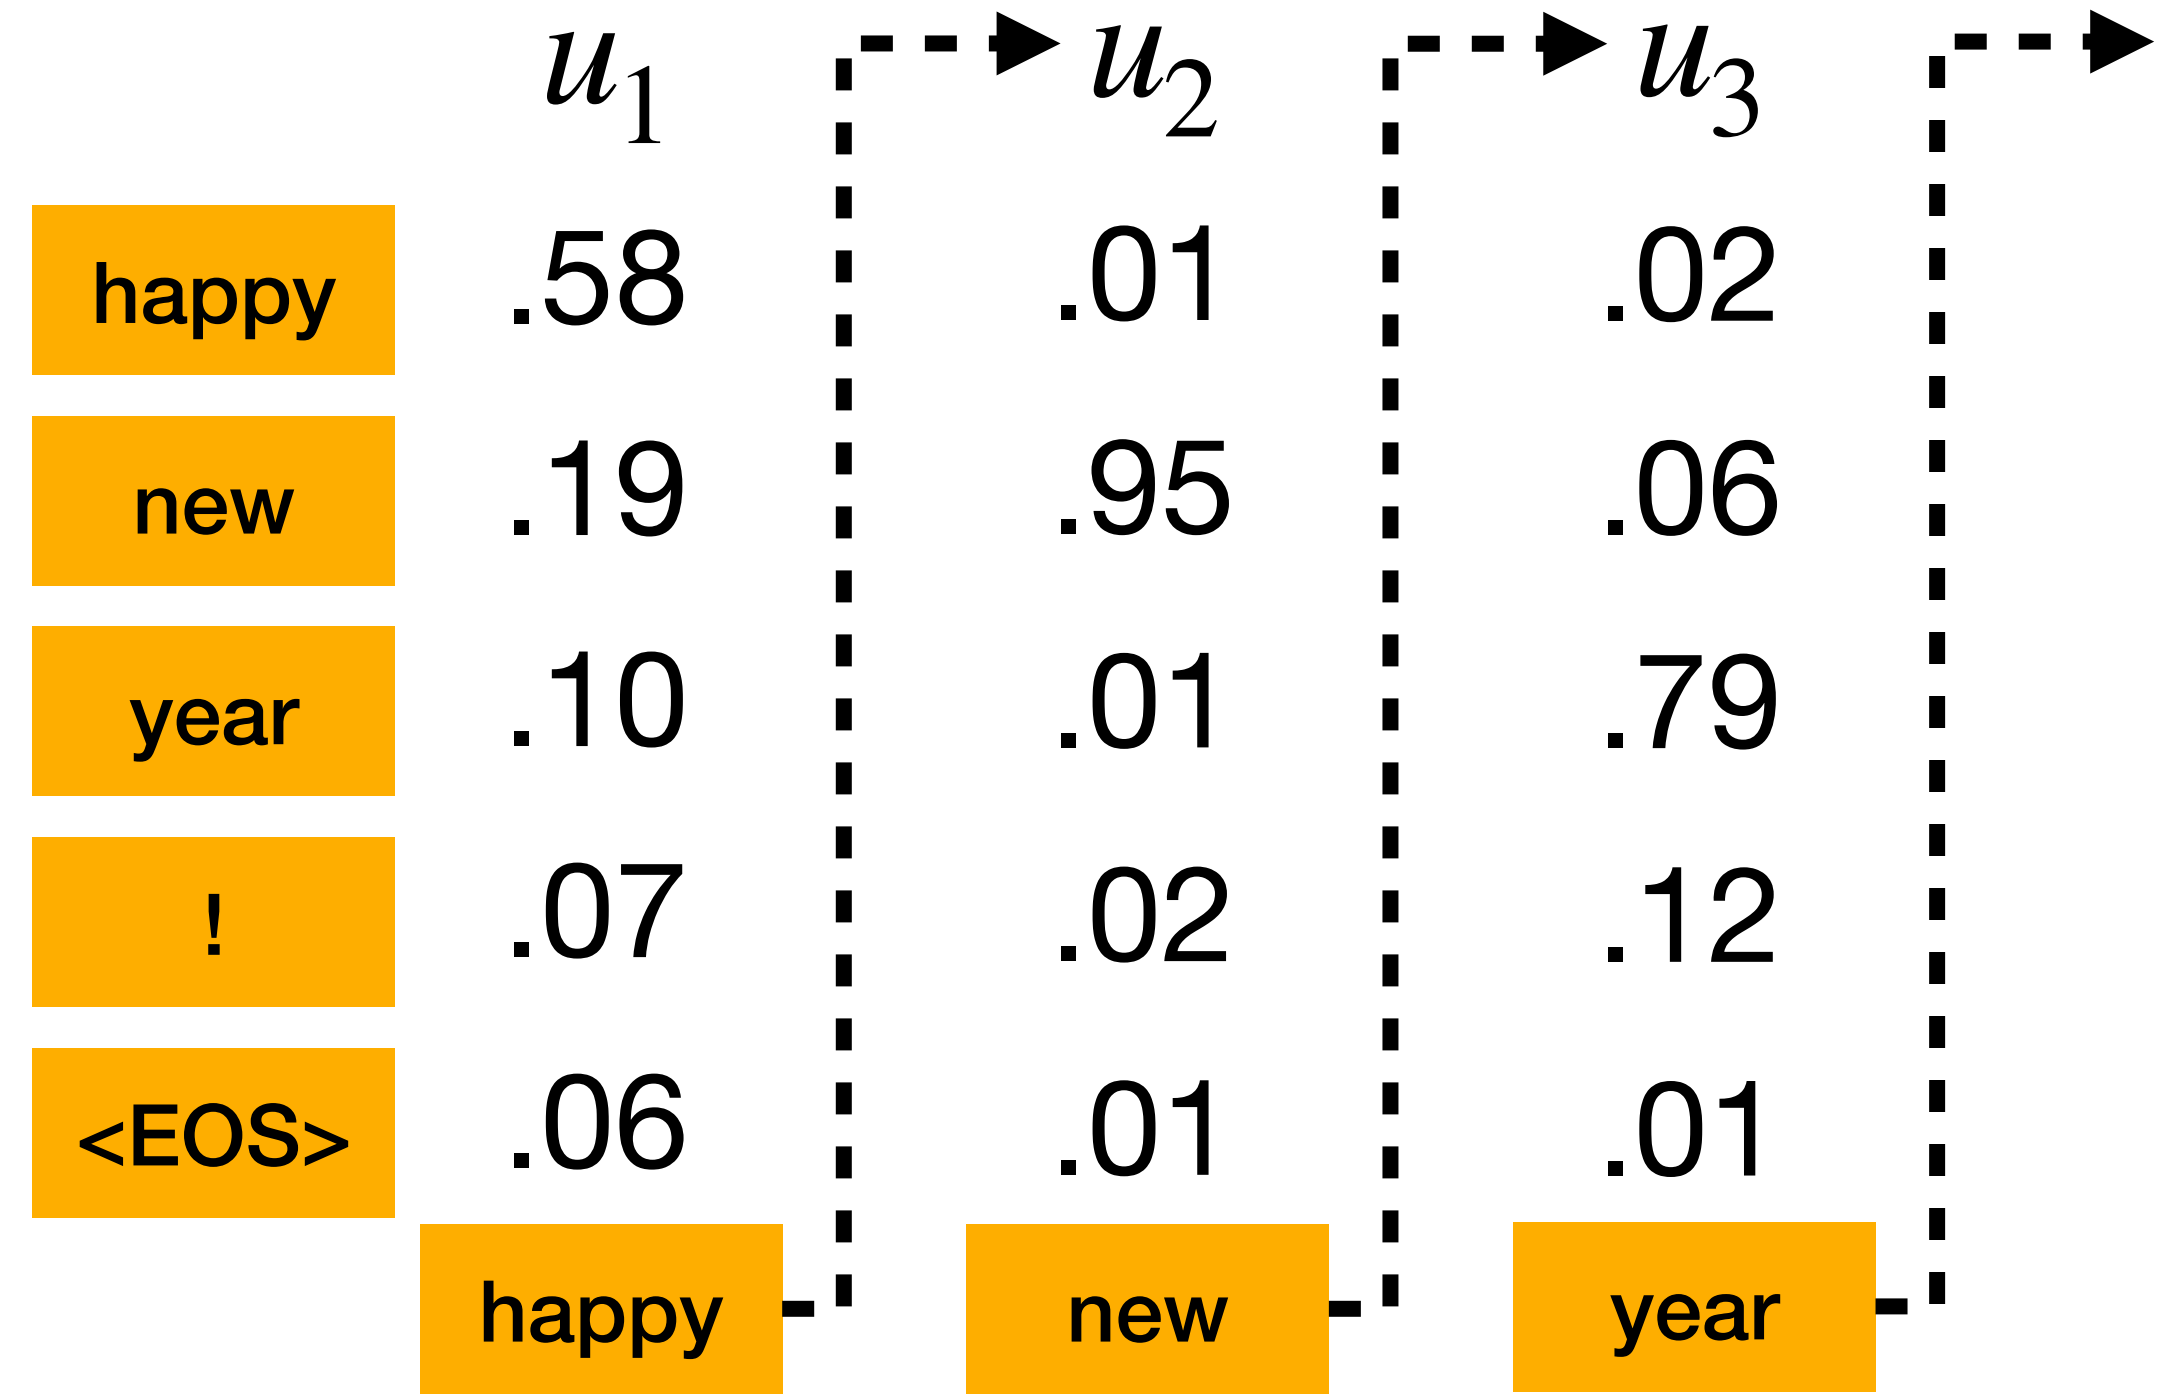 u₁ u₂ u₃
happy .58 .01 .02
new .19 .95 .06
year .10 .01 .79
! .07 .02 .12
<EOS> .06 .01 .01
happy new year